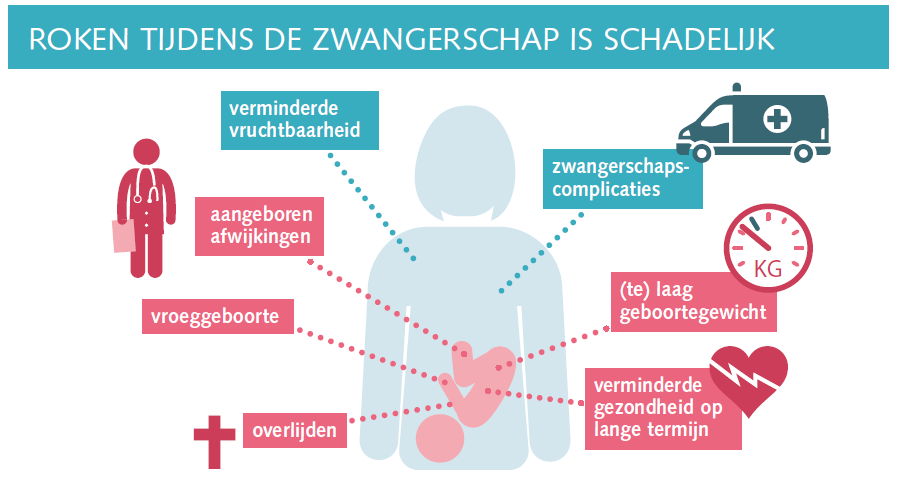 ROKEN TIJDENS DE ZWANGERSCHAP IS SCHADELIJK
verminderde
vruchtbaarheid
zwangerschaps-
complicaties
aangeboren
afwijkingen
KG
(te) laag
geboortegewicht
vroeggeboorte
verminderde
gezondheid op
lange termijn
overlijden